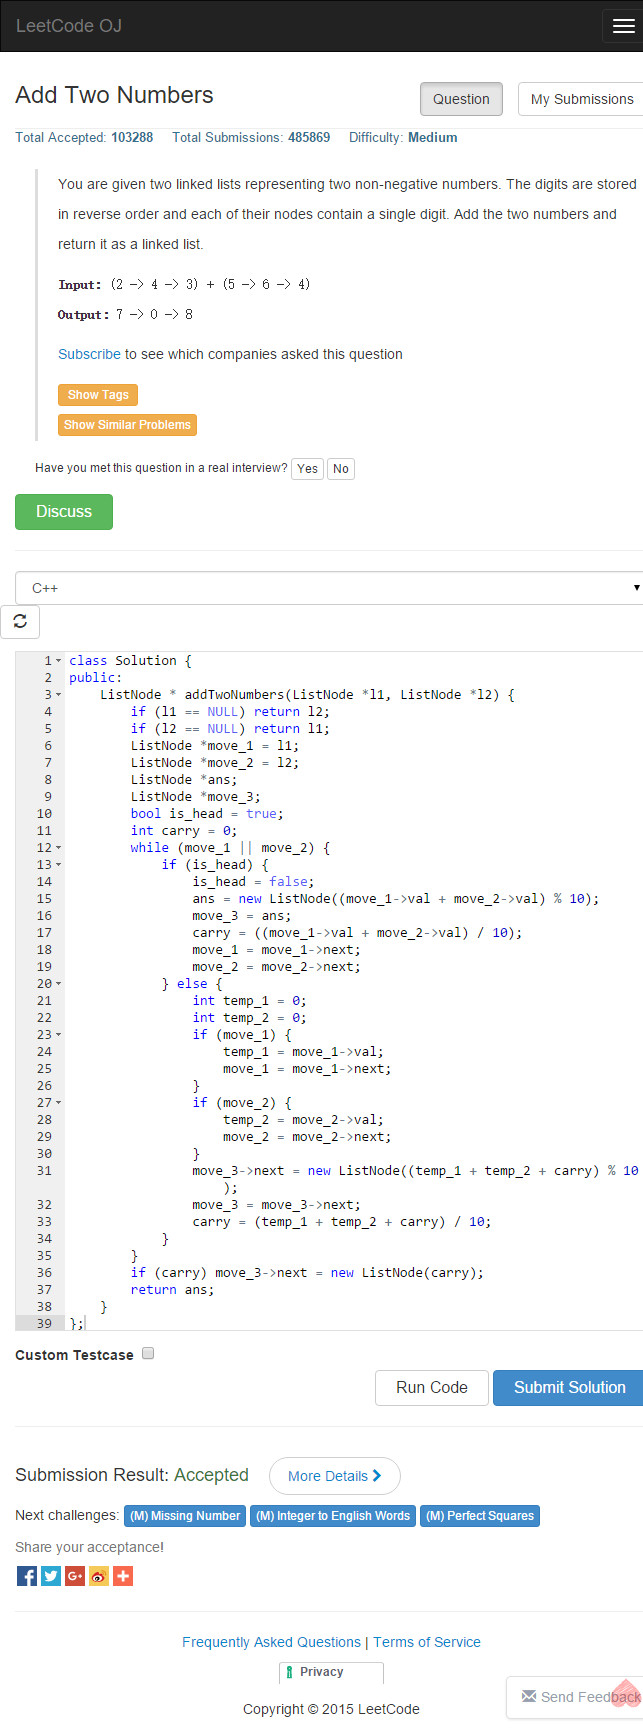 LeetCode OJ
Add Two Numbers
Question
My Submissions
Total Accepted: 103288 Total Submissions: 485869 Difficulty: Medium
You are given two linked lists representing two non-negative numbers. The digits are stored
in reverse order and each of their nodes contain a single digit. Add the two numbers and
return it as a linked list.
Input: (2 -> 4 -> 3) + (5 -> 6 -> 4)
Output: 7 -> 0 -> 8
Subscribe to see which companies asked this question
Show Tags
Show Similar Problems
Have you met this question in a real interview? Yes No
Discuss
C++
1 class Solution {
2 public:
3     ListNode * addTwoNumbers(ListNode *l1, ListNode *l2) {
4         if (l1 == NULL) return l2;
5         if (l2 == NULL) return l1;
6         ListNode *move_1 = l1;
7         ListNode *move_2 = l2;
8         ListNode *ans;
9         ListNode *move_3;
10         bool is_head = true;
11         int carry = 0;
12         while (move_1 || move_2) {
13             if (is_head) {
14                 is_head = false;
15                 ans = new ListNode((move_1->val + move_2->val) % 10);
16                 move_3 = ans;
17                 carry = ((move_1->val + move_2->val) / 10);
18                 move_1 = move_1->next;
19                 move_2 = move_2->next;
20             } else {
21                 int temp_1 = 0;
22                 int temp_2 = 0;
23                 if (move_1) {
24                     temp_1 = move_1->val;
25                     move_1 = move_1->next;
26                 }
27                 if (move_2) {
28                     temp_2 = move_2->val;
29                     move_2 = move_2->next;
30                 }
31                 move_3->next = new ListNode((temp_1 + temp_2 + carry) % 10
);
32                 move_3 = move_3->next;
33                 carry = (temp_1 + temp_2 + carry) / 10;
34             }
35         }
36         if (carry) move_3->next = new ListNode(carry);
37         return ans;
38     }
39 };
Custom Testcase
Run Code
Submit Solution
Submission Result: Accepted
More Details
Next challenges: (M) Missing Number (M) Integer to English Words (M) Perfect Squares
Share your acceptance!
Frequently Asked Questions | Terms of Service
Privacy
Send Feedback
Copyright © 2015 LeetCode